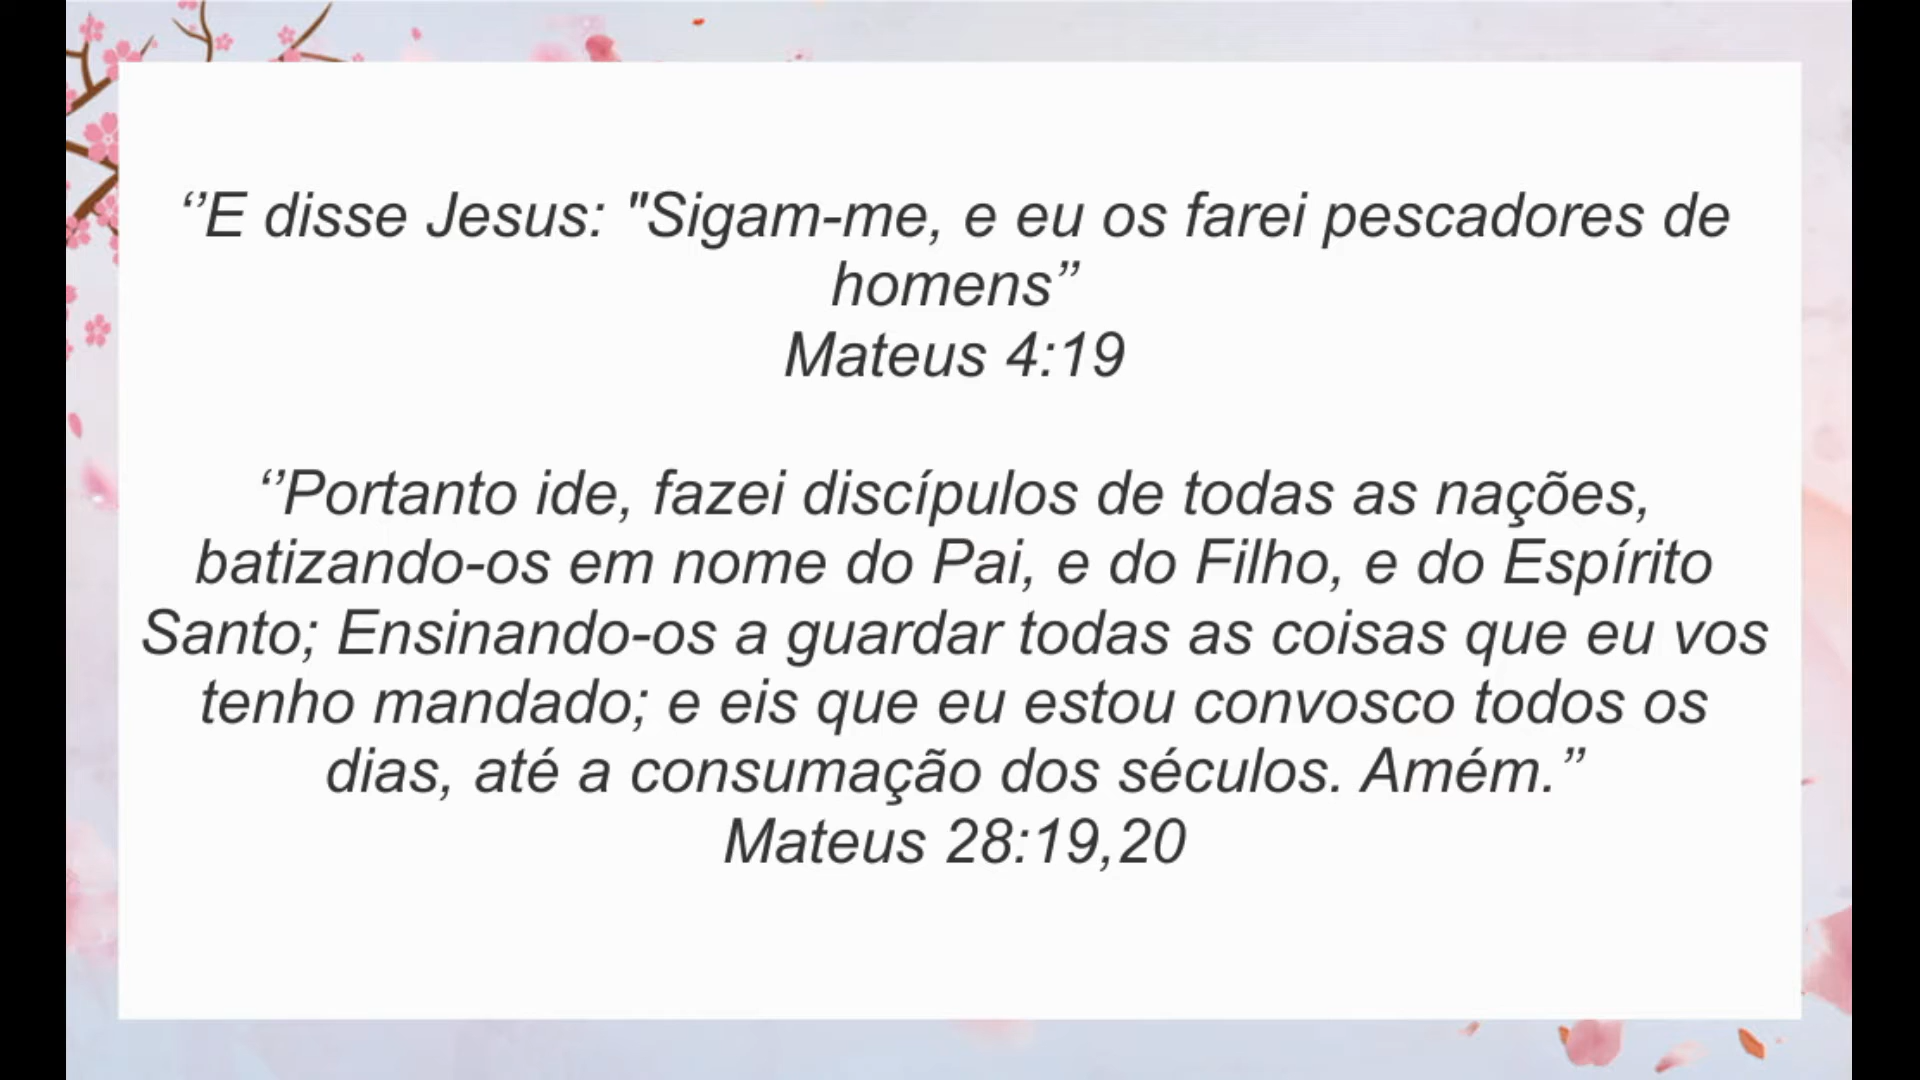 ‘’E disse Jesus: "Sigam-me, e eu os farei pescadores de
homens’’
Mateus 4:19
‘’Portanto ide, fazei discípulos de todas as nações,
batizando-os em nome do Pai, e do Filho, e do Espírito
Santo; Ensinando-os a guardar todas as coisas que eu vos
tenho mandado; e eis que eu estou convosco todos os
dias, até a consumação dos séculos. Amém.’’
Mateus 28:19,20